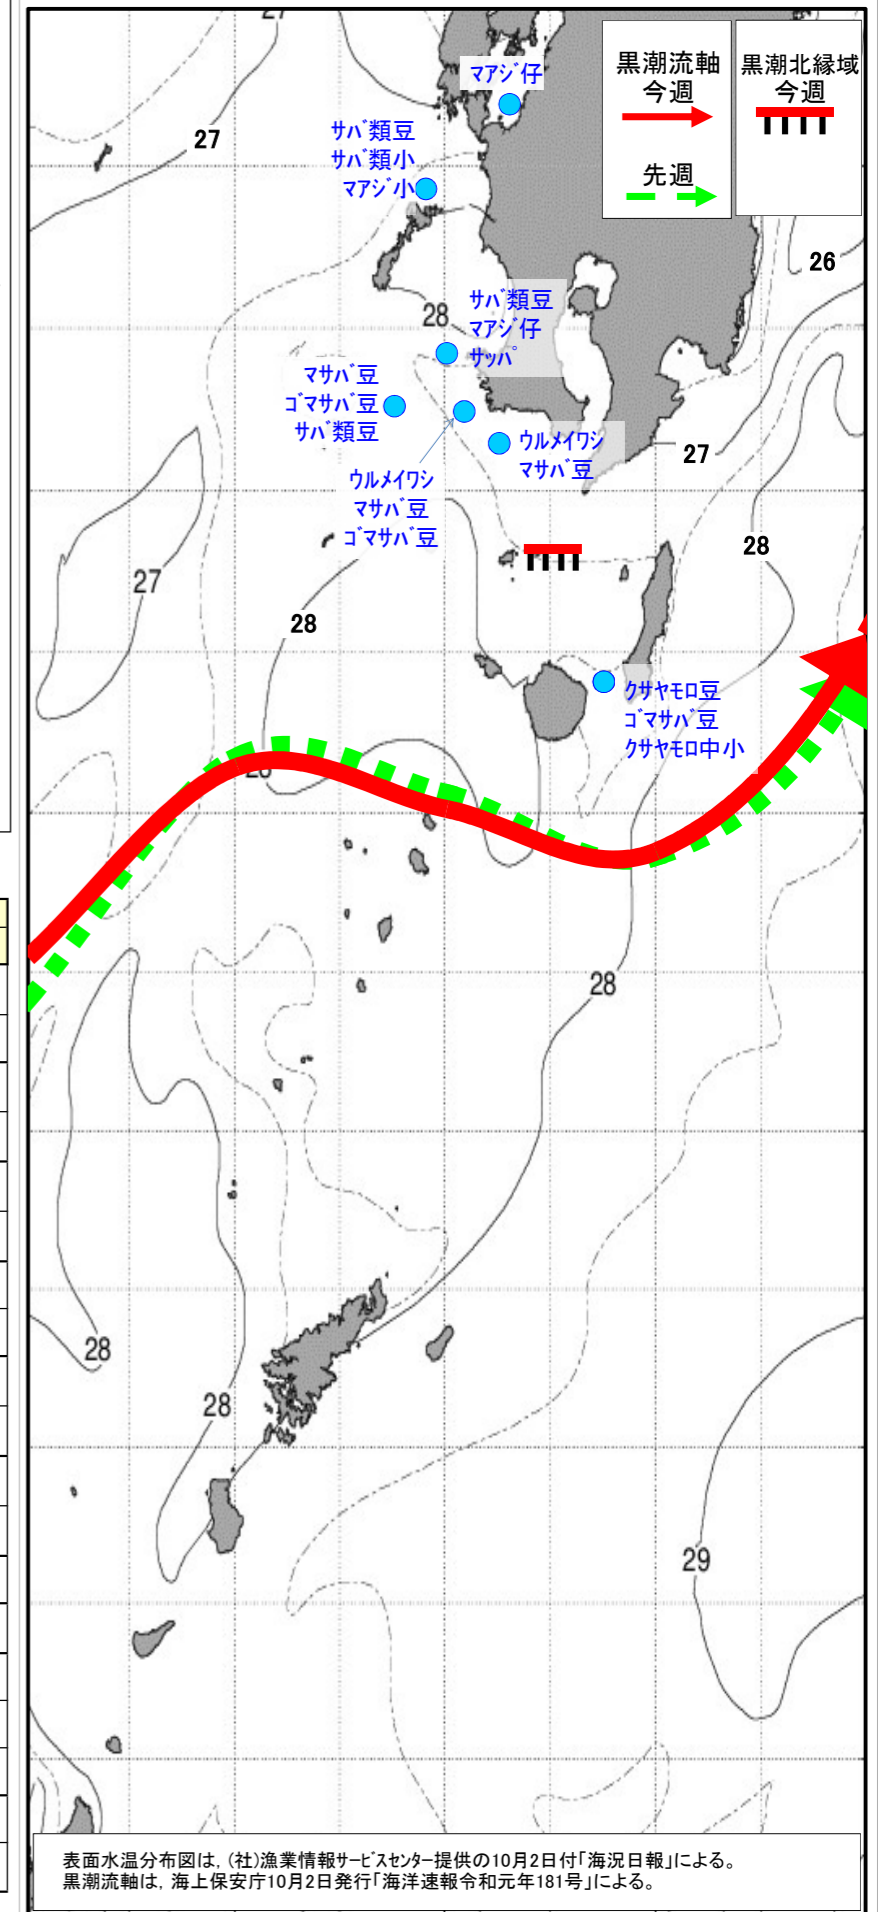 27
マアジ仔
黒潮流軸
今週
先週
黒潮北縁域
今週
27
サバ類豆
サバ類小
マアジ小
26
28
サバ類豆
マアジ仔
サッパ
マサバ豆
ゴマサバ豆
サバ類豆
ウルメイワシ
マサバ豆
27
ウルメイワシ
マサバ豆
ゴマサバ豆
28
27
28
クサヤモロ豆
ゴマサバ豆
クサヤモロ中小
28
28
28
28
29
表面水温分布図は，(社)漁業情報サービスセンター提供の10月2日付「海況日報」による。
黒潮流軸は，海上保安庁10月2日発行「海洋速報令和元年181号」による。